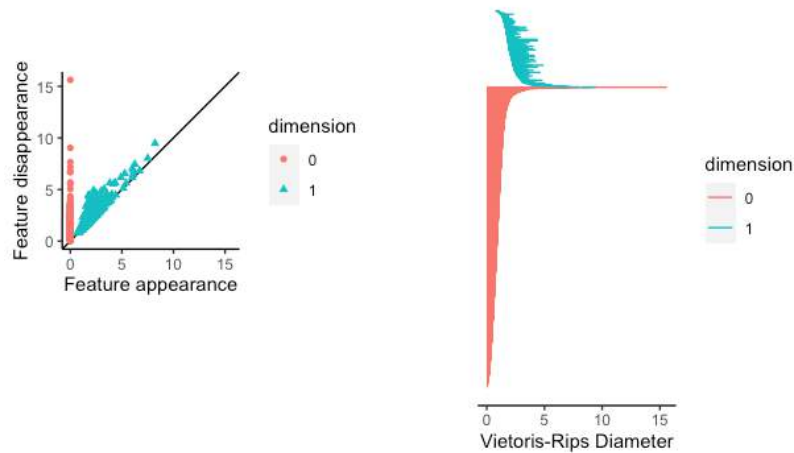 Feature disappearance
15
10
5
0
0 5 10 15
Feature appearance
dimension
0
1
0 5 10 15
Vietoris-Rips Diameter
dimension
0
1